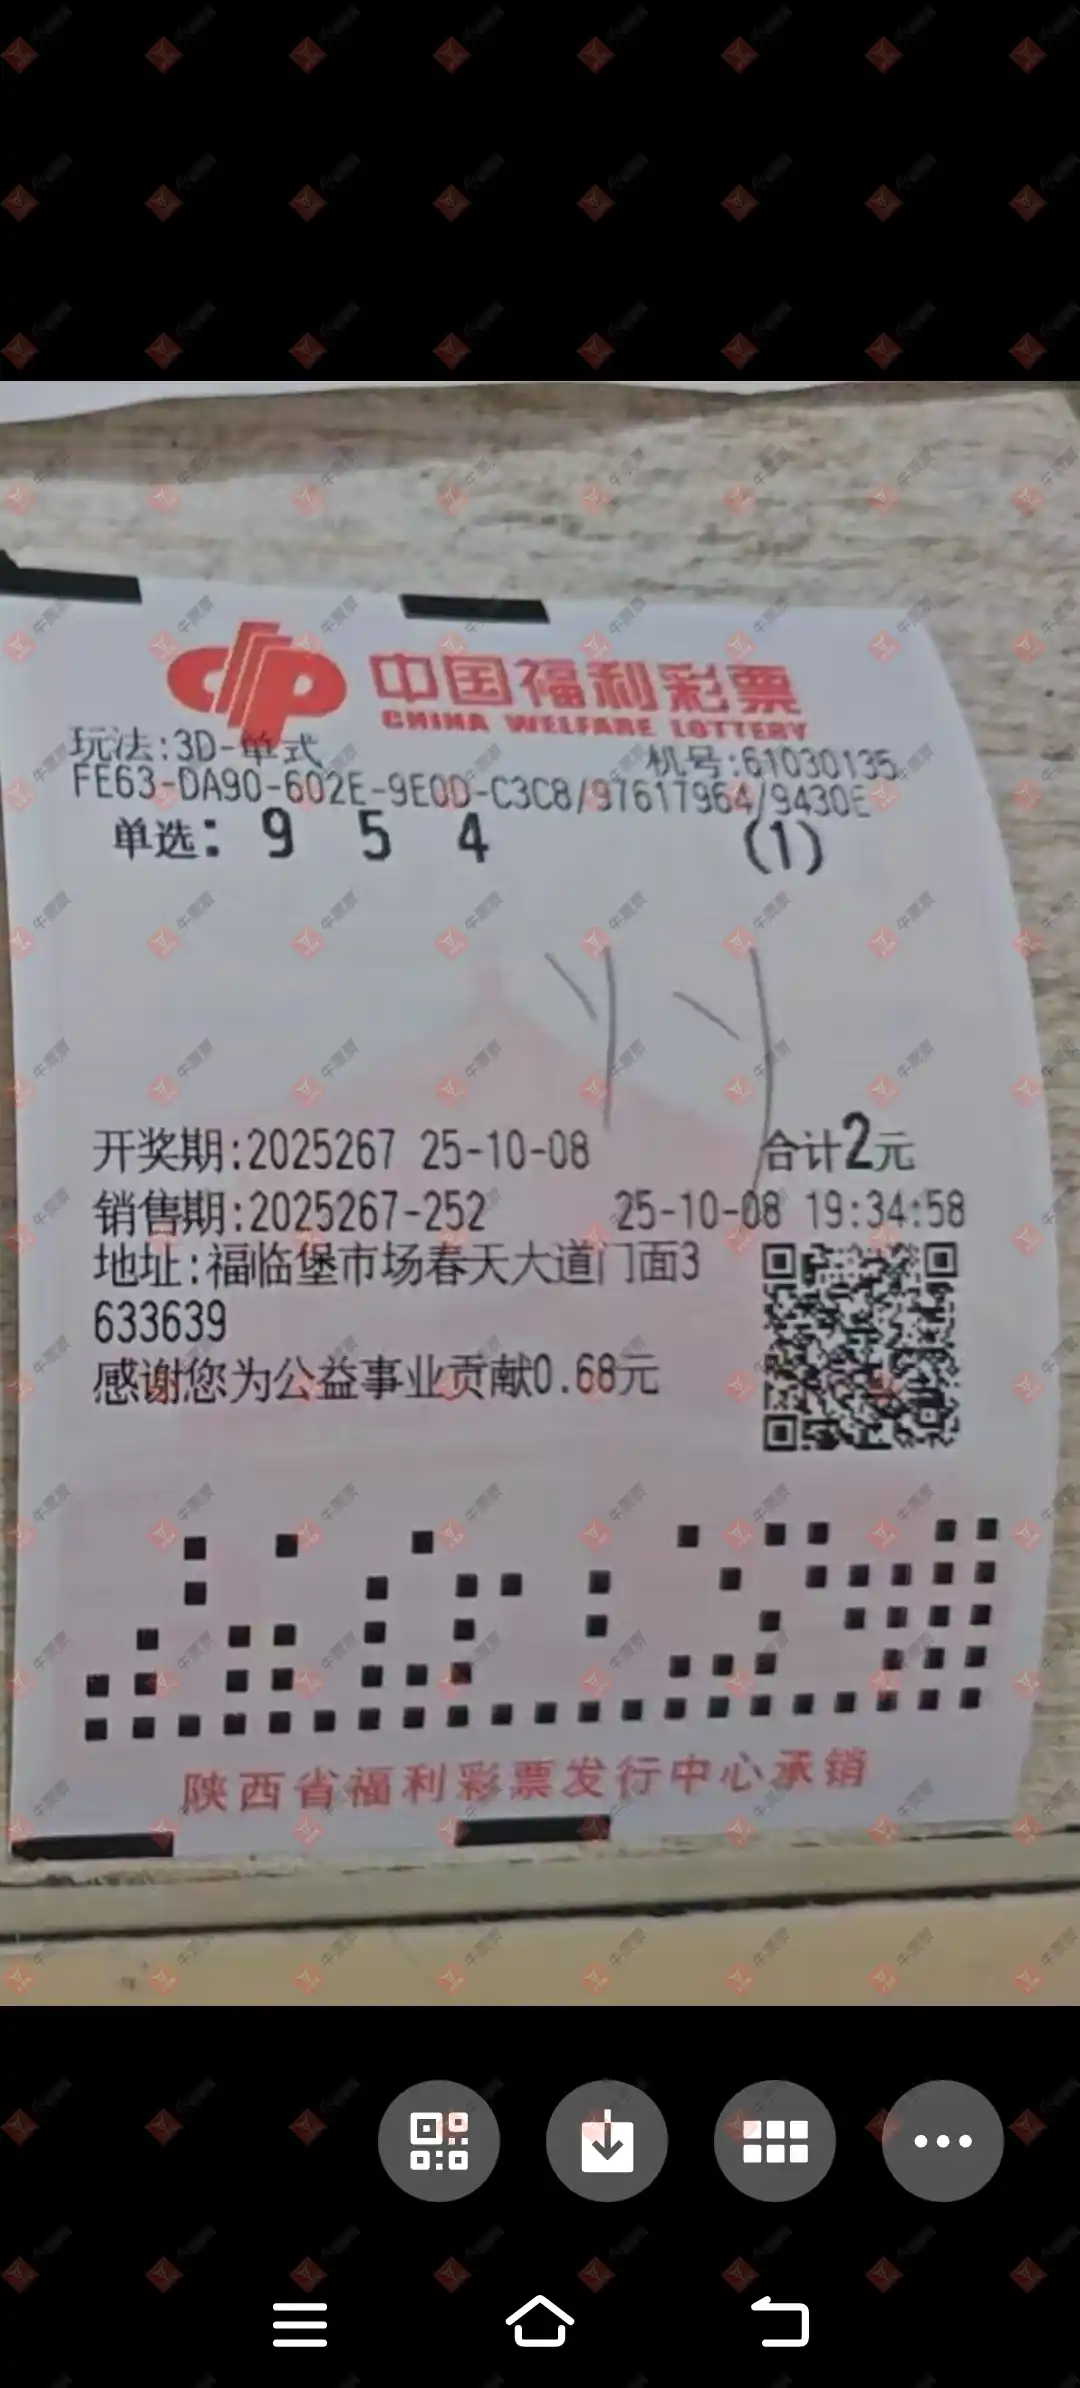 中国福利彩票
CHINA WELFARE LOTTERY
玩法:3D-单式 机号:61030135
FE63-DA90-602E-9E0D-C3C8/97617964/9430E
单选: 9 5 4 (1)
开奖期:2025267 25-10-08 合计2元
销售期:2025267-252 25-10-08 19:34:58
地址:福临堡市场春天大道门面3
633639
感谢您为公益事业贡献0.68元
陕西省福利彩票发行中心承销